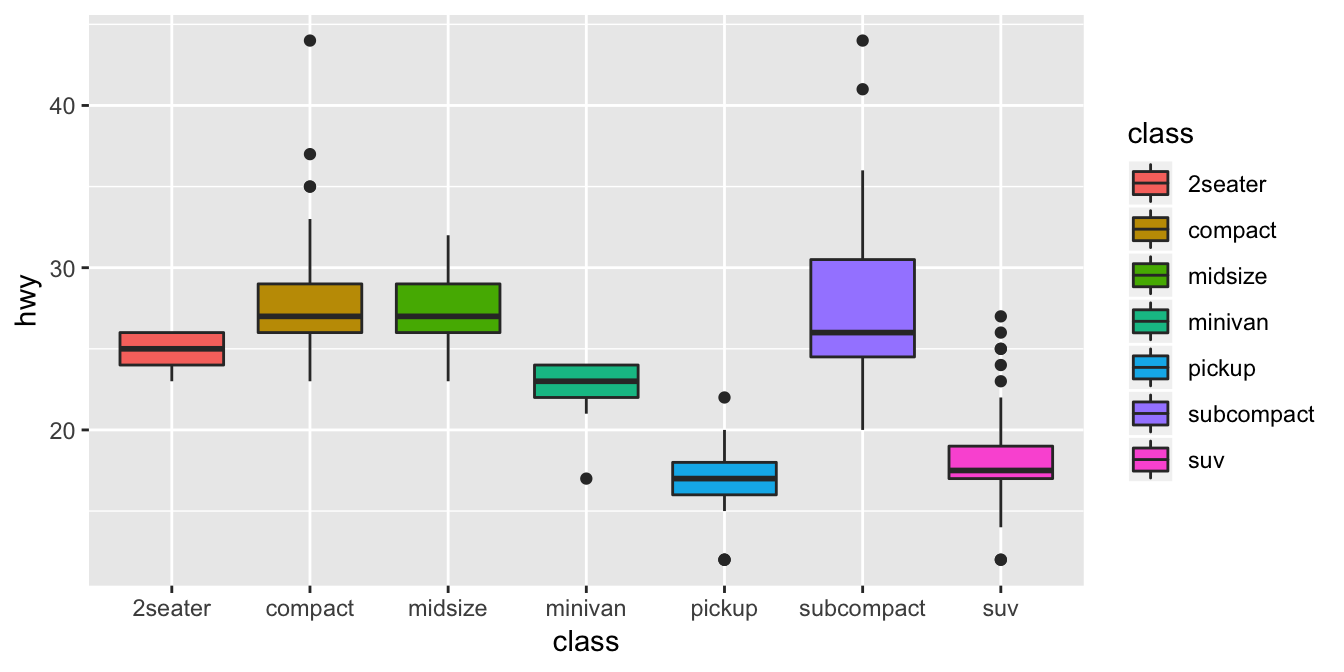 40
30
20
hwy
2seater compact midsize minivan pickup subcompact suv
class
class
2seater
compact
midsize
minivan
pickup
subcompact
suv